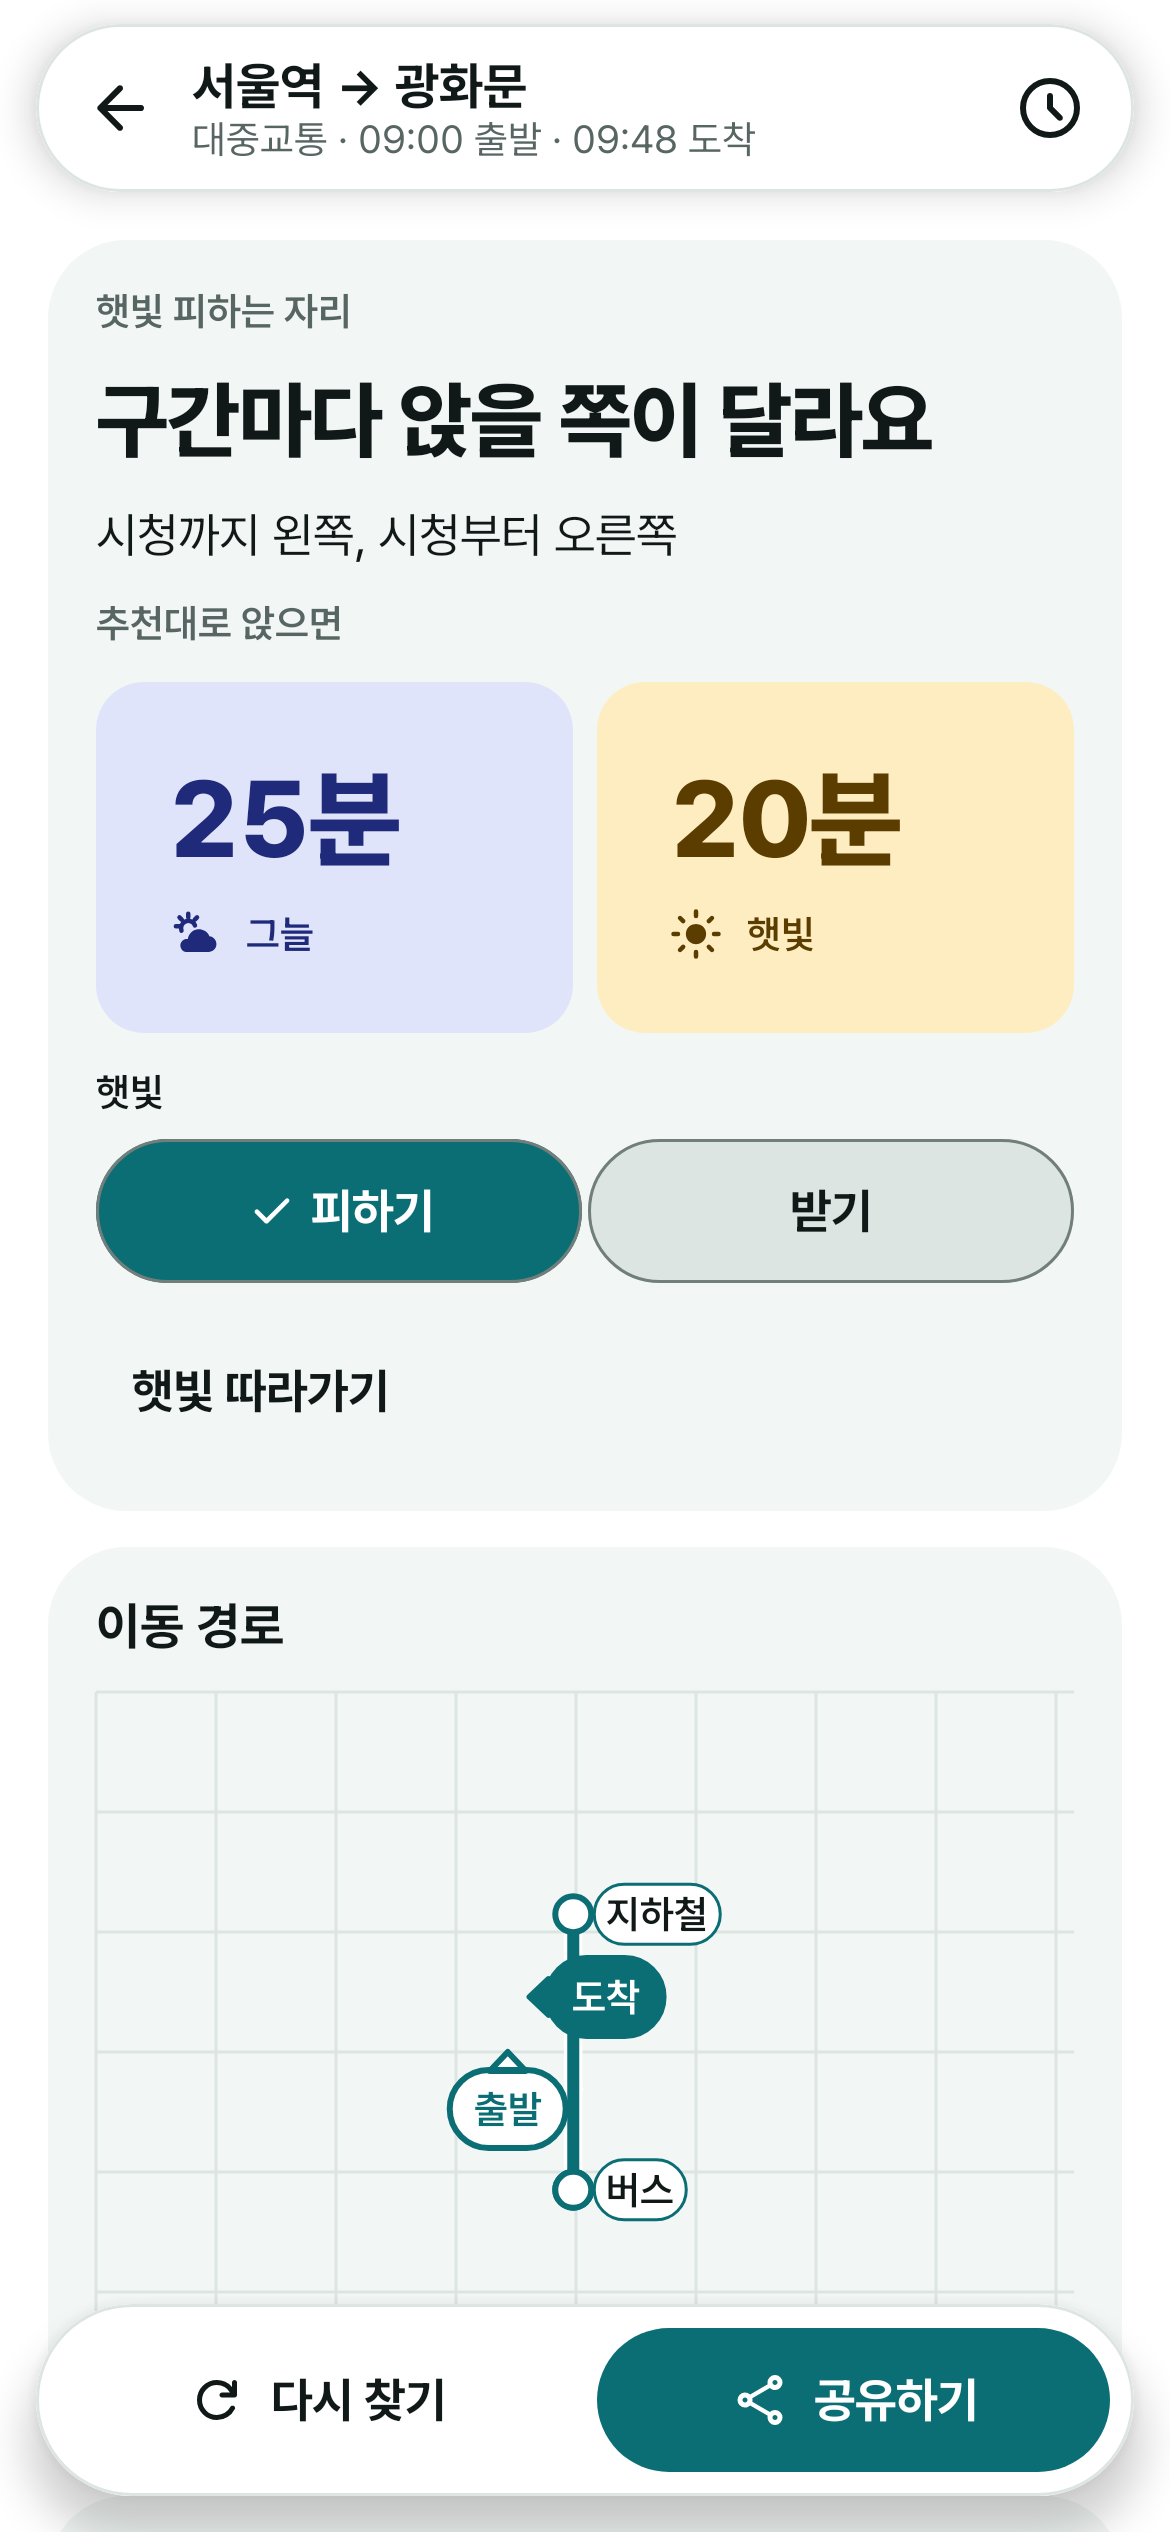 서울역 → 광화문
대중교통 · 09:00 출발 · 09:48 도착
햇빛 피하는 자리
구간마다 앉을 쪽이 달라요
시청까지 왼쪽, 시청부터 오른쪽
추천대로 앉으면
25분
그늘
20분
햇빛
햇빛
피하기
받기
햇빛 따라가기
이동 경로
지하철
도착
출발
버스
다시 찾기
공유하기